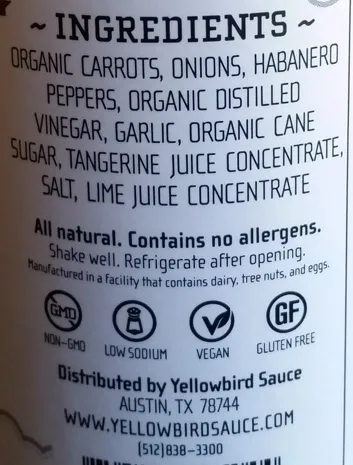 ~ INGREDIENTS ~
ORGANIC CARROTS, ONIONS, HABANERO
PEPPERS, ORGANIC DISTILLED
VINEGAR, GARLIC, ORGANIC CANE
SUGAR, TANGERINE JUICE CONCENTRATE,
SALT, LIME JUICE CONCENTRATE
All natural. Contains no allergens.
Shake well. Refrigerate after opening.
Manufactured in a facility that contains dairy, tree nuts, and eggs.
GMO
V
GF
NON-GMO
LOW SODIUM
VEGAN
GLUTEN FREE
Distributed by Yellowbird Sauce
AUSTIN, TX 78744
WWW.YELLOWBIRDSAUCE.COM
(512)838-3300